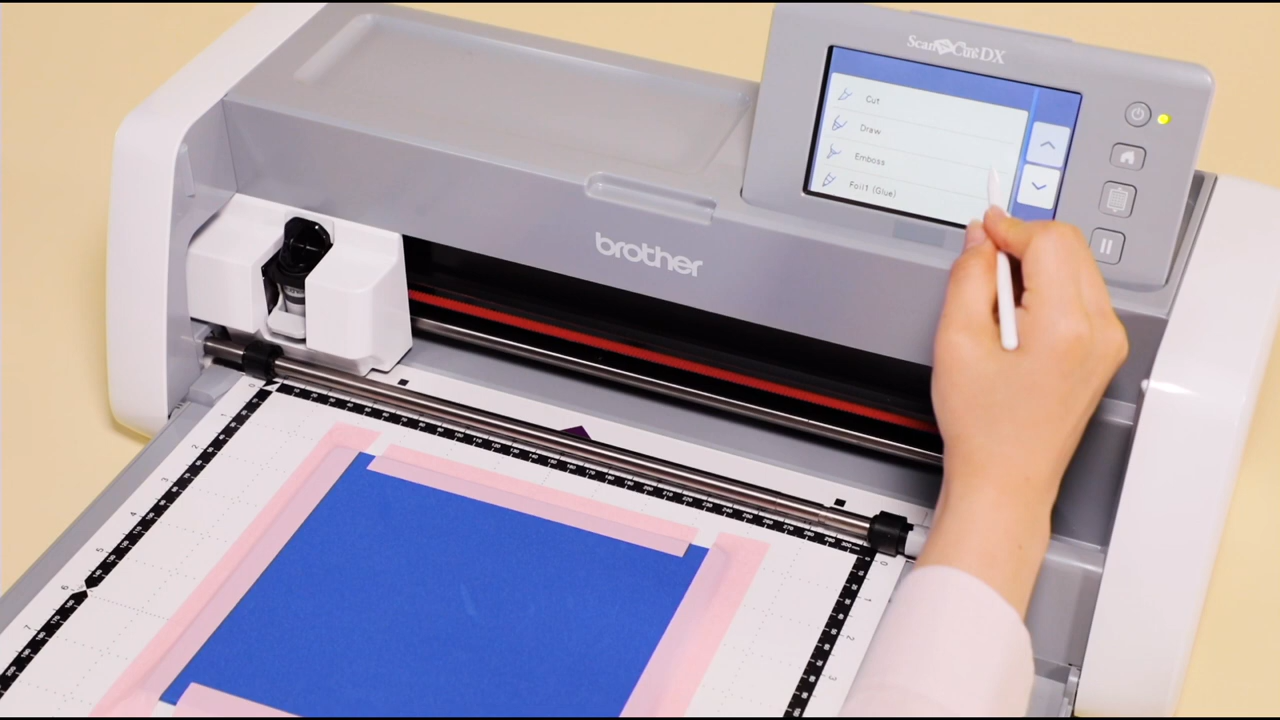 ScanNCut DX
Cut
Draw
Emboss
Foil (Glue)
brother